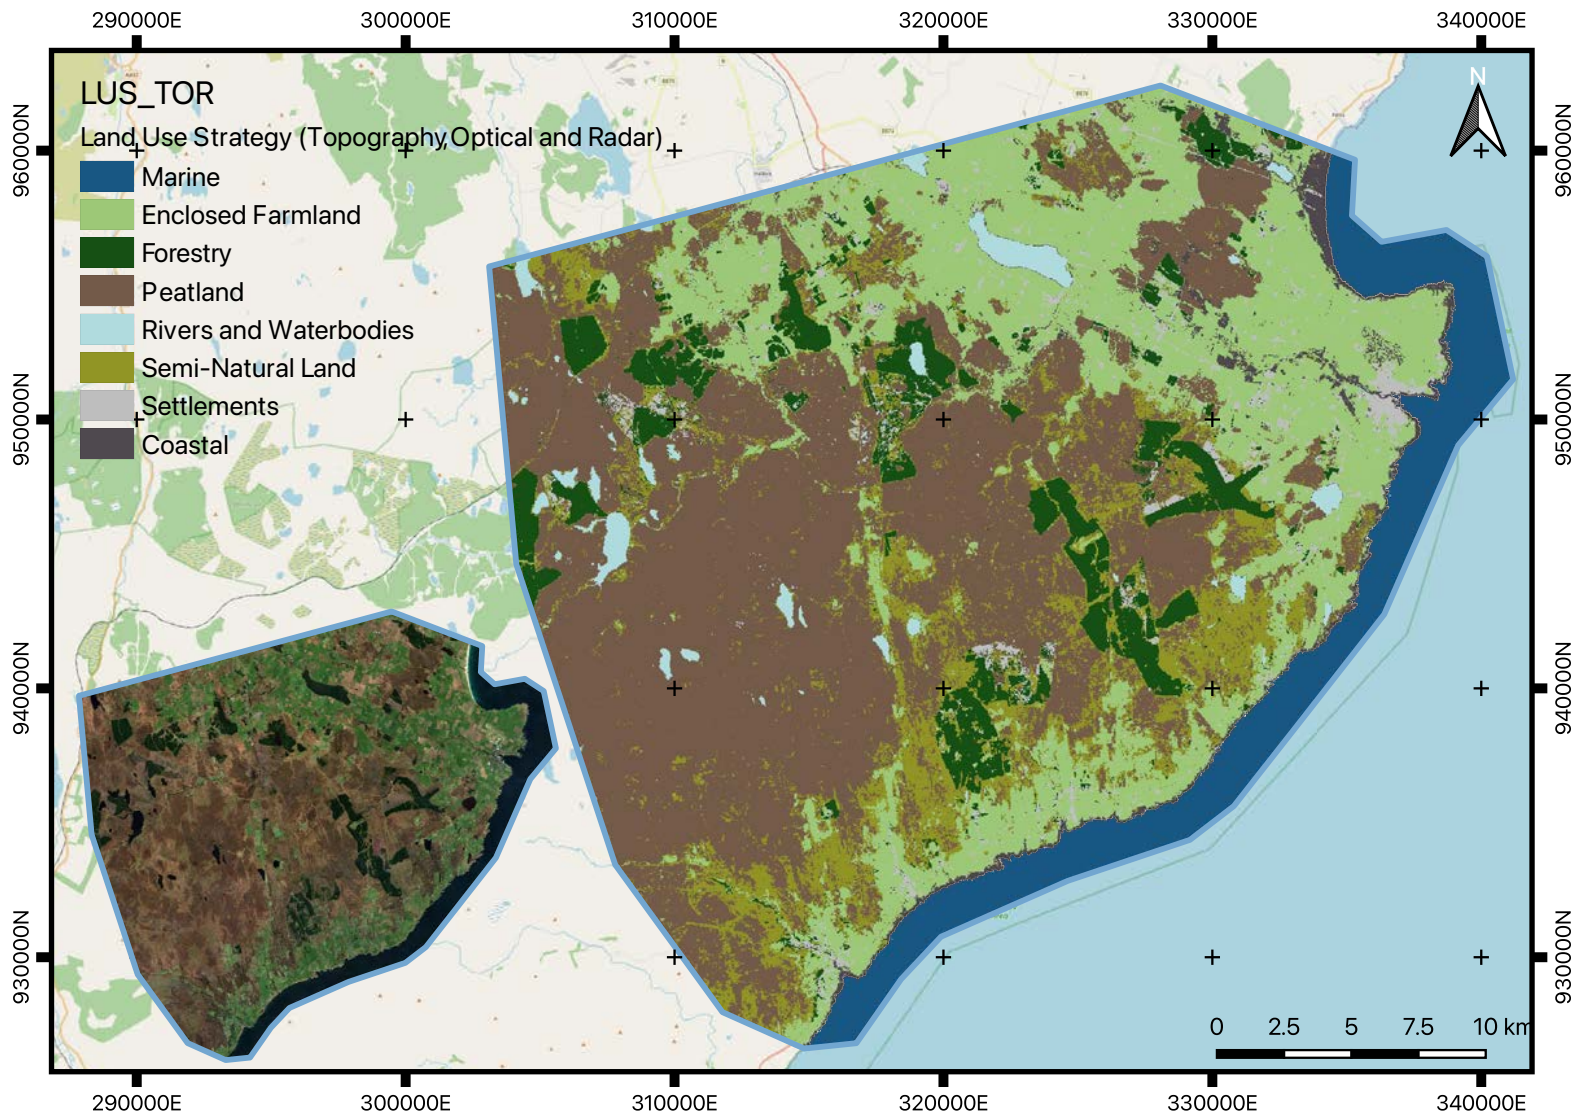 290000E 300000E 310000E 320000E 330000E 340000E
N
LUS_TOR
Land Use Strategy (Topography,Optical and Radar)
Marine
Enclosed Farmland
Forestry
Peatland
Rivers and Waterbodies
Semi-Natural Land
Settlements
Coastal
960000N 960000N
950000N 950000N
940000N 940000N
930000N 930000N
0 2.5 5 7.5 10 km
290000E 300000E 310000E 320000E 330000E 340000E